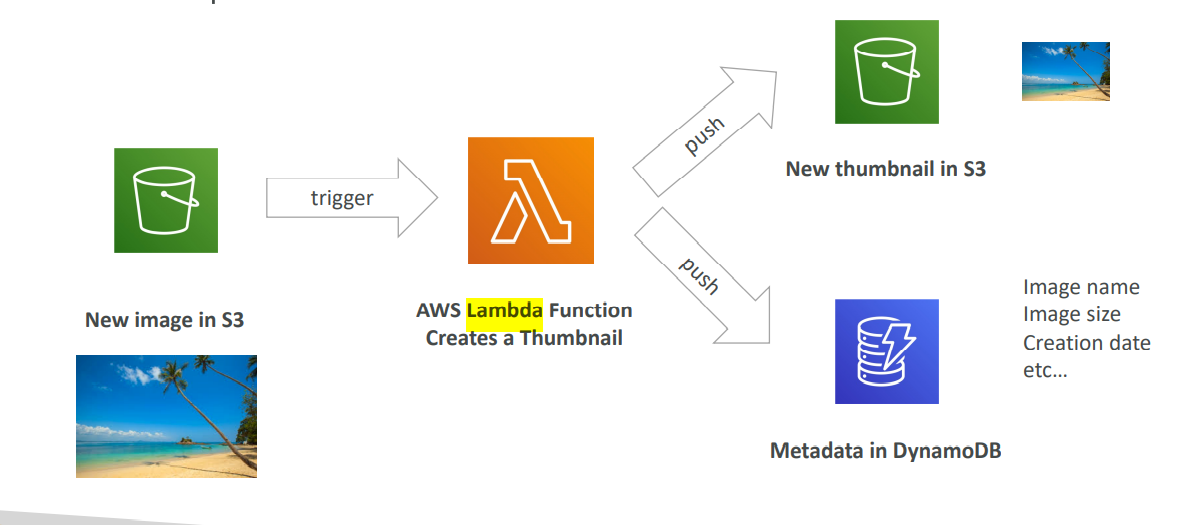 trigger
push
push
New image in S3
AWS Lambda Function
Creates a Thumbnail
New thumbnail in S3
Image name
Image size
Creation date
etc...
Metadata in DynamoDB